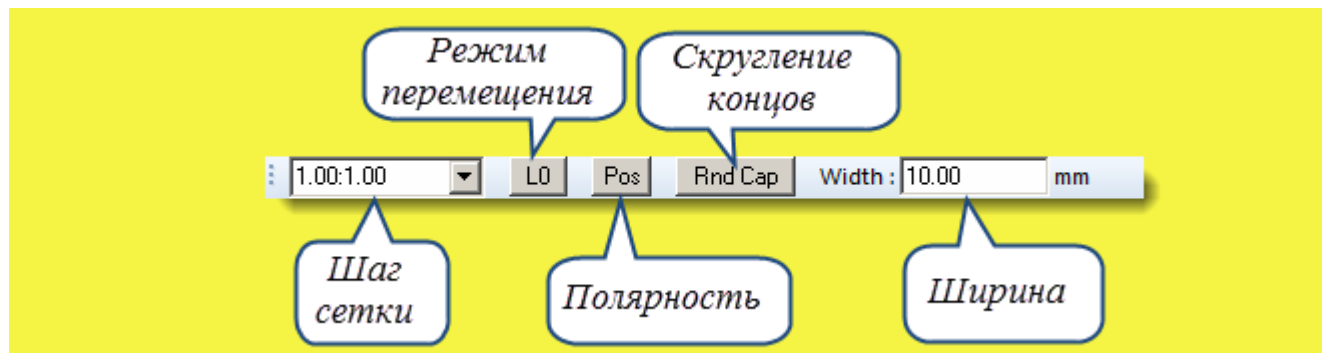 Режим
перемещения
Скругление
концов
1.00:1.00 L0 Pos Rnd Cap Width : 10.00 mm
Шаг
сетки
Полярность
Ширина